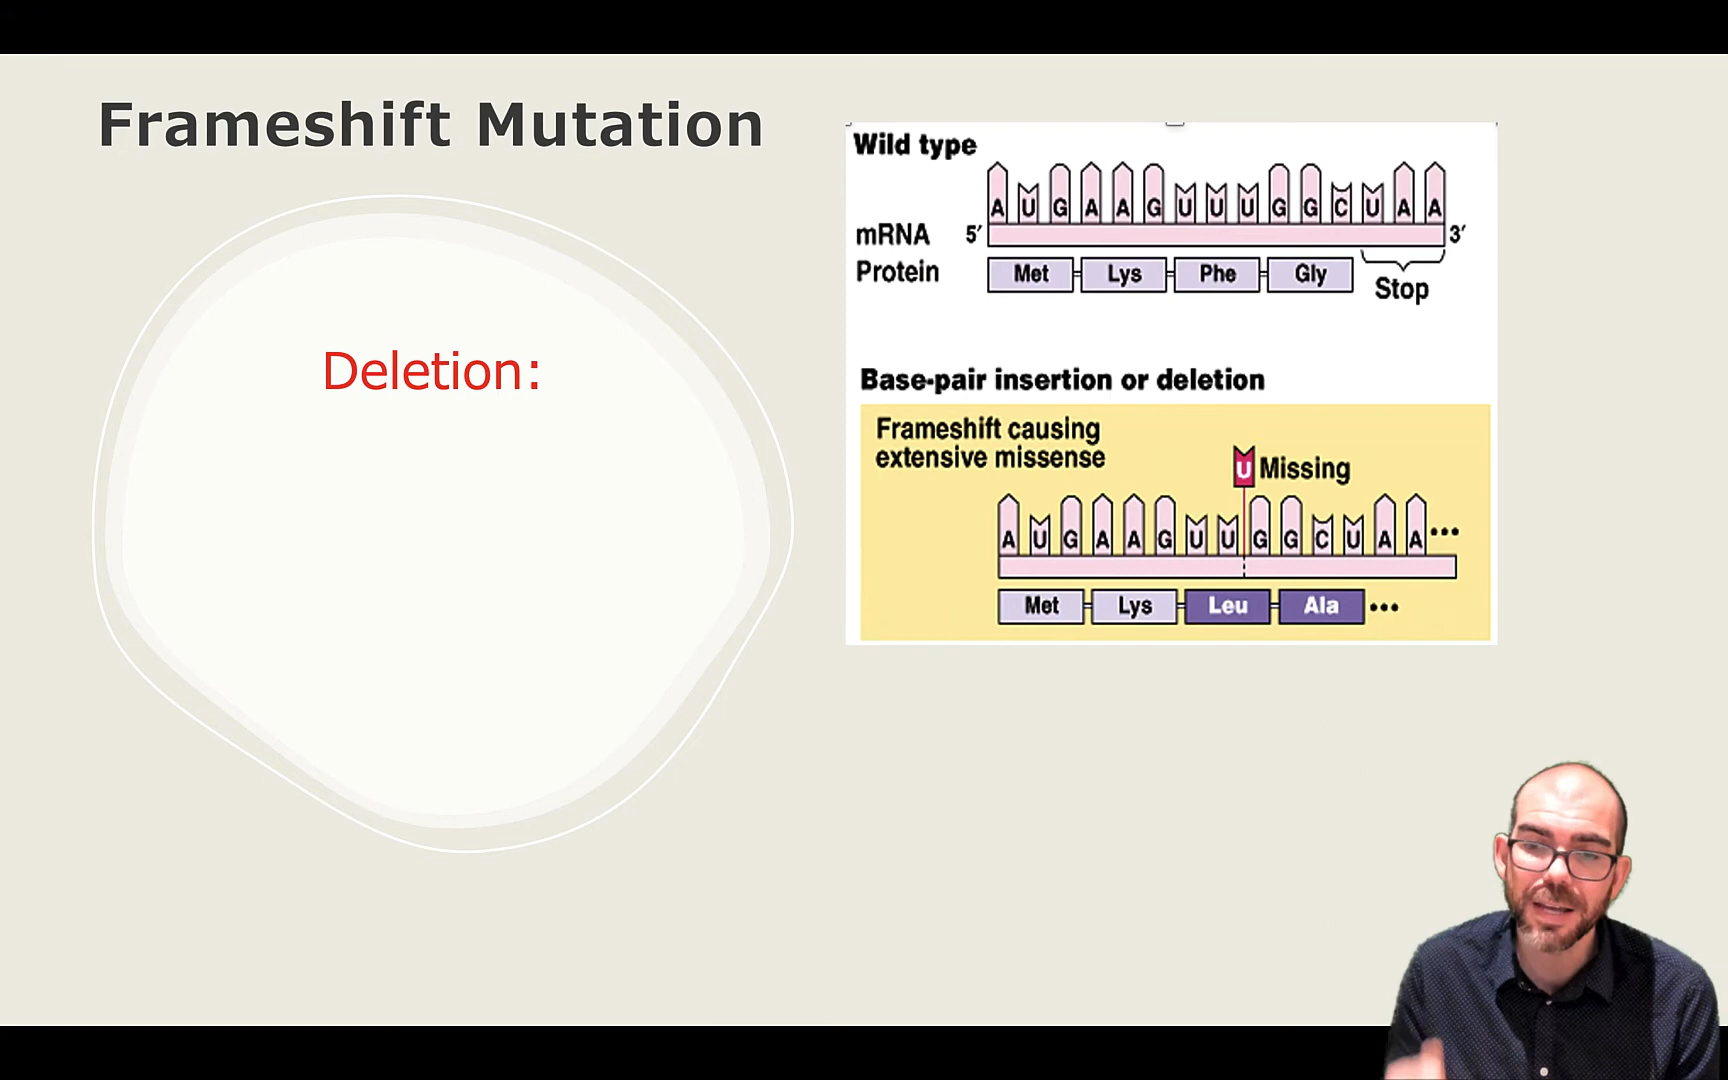 Frameshift Mutation
Deletion:
Wild type
A U G A A G U U U G G C U A A
mRNA 5′ 3′
Protein Met Lys Phe Gly
Stop
Base-pair insertion or deletion
Frameshift causing
extensive missense
U Missing
A U G A A G U U G G C U A A •••
Met Lys Leu Ala •••